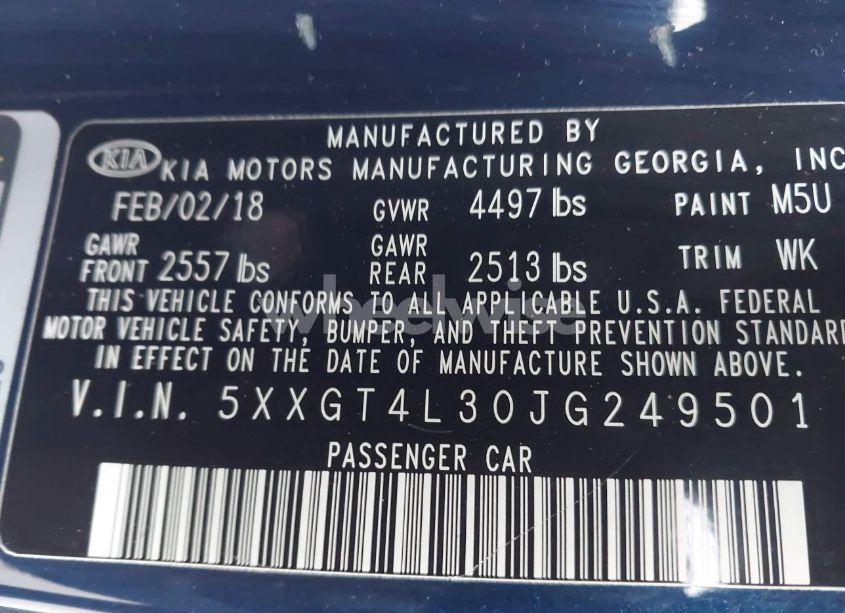 MANUFACTURED BY
KIA KIA MOTORS MANUFACTURING GEORGIA, INC
FEB/02/18 GVWR 4497 lbs PAINT M5U
GAWR FRONT 2557 lbs GAWR REAR 2513 lbs TRIM WK
THIS VEHICLE CONFORMS TO ALL APPLICABLE U.S.A. FEDERAL
MOTOR VEHICLE SAFETY, BUMPER, AND THEFT PREVENTION STANDARD
IN EFFECT ON THE DATE OF MANUFACTURE SHOWN ABOVE.
V.I.N. 5XXGT4L30JG249501
PASSENGER CAR
wheelwise